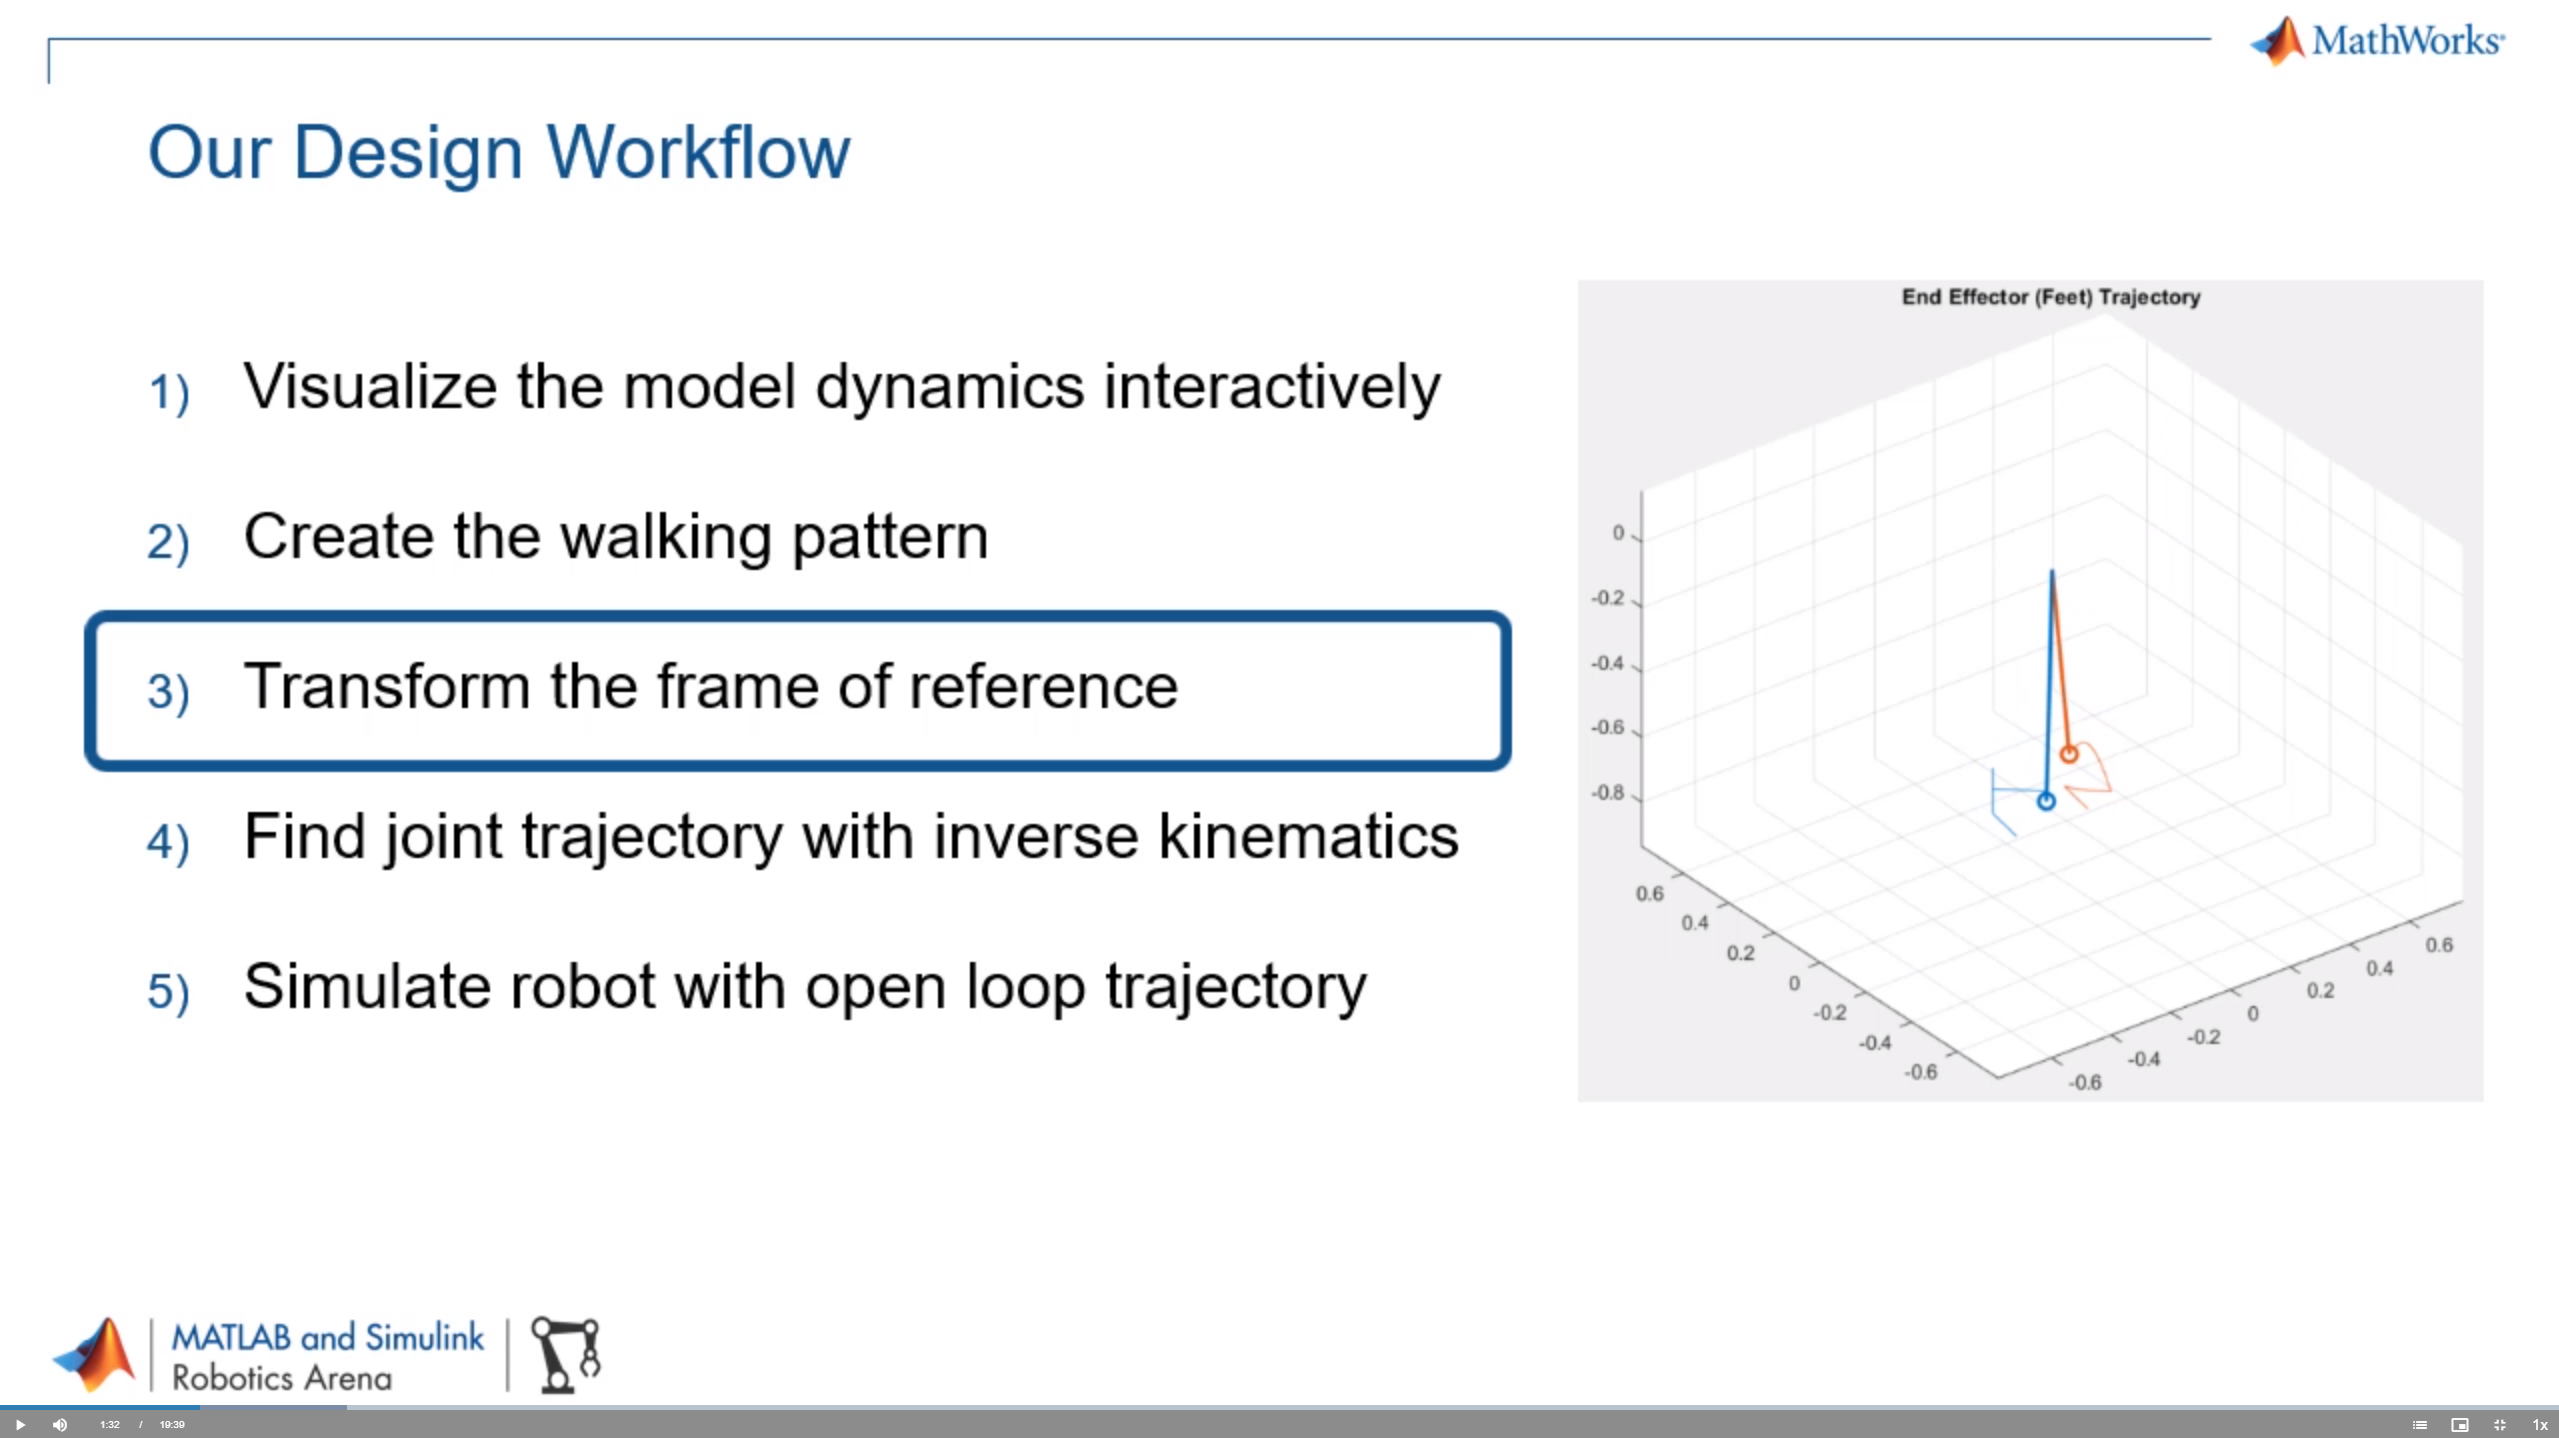 MathWorks®
Our Design Workflow
1) Visualize the model dynamics interactively
2) Create the walking pattern
3) Transform the frame of reference
4) Find joint trajectory with inverse kinematics
5) Simulate robot with open loop trajectory
End Effector (Feet) Trajectory
0
-0.2
-0.4
-0.6
-0.8
0.6
0.4
0.2
0
-0.2
-0.4
-0.6
-0.6
-0.4
-0.2
0
0.2
0.4
0.6
MATLAB and Simulink
Robotics Arena
1:32 / 19:39
1x